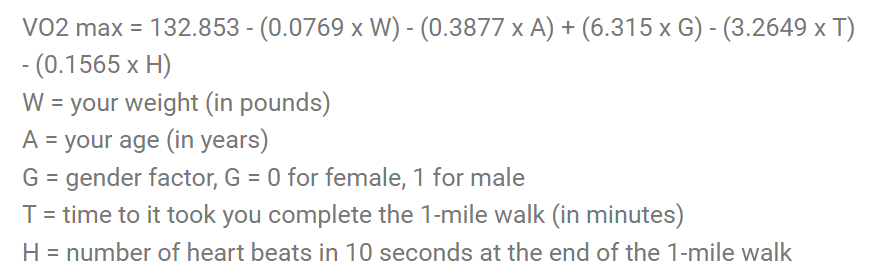 VO2 max = 132.853 - (0.0769 x W) - (0.3877 x A) + (6.315 x G) - (3.2649 x T)
- (0.1565 x H)
W = your weight (in pounds)
A = your age (in years)
G = gender factor, G = 0 for female, 1 for male
T = time to it took you complete the 1-mile walk (in minutes)
H = number of heart beats in 10 seconds at the end of the 1-mile walk